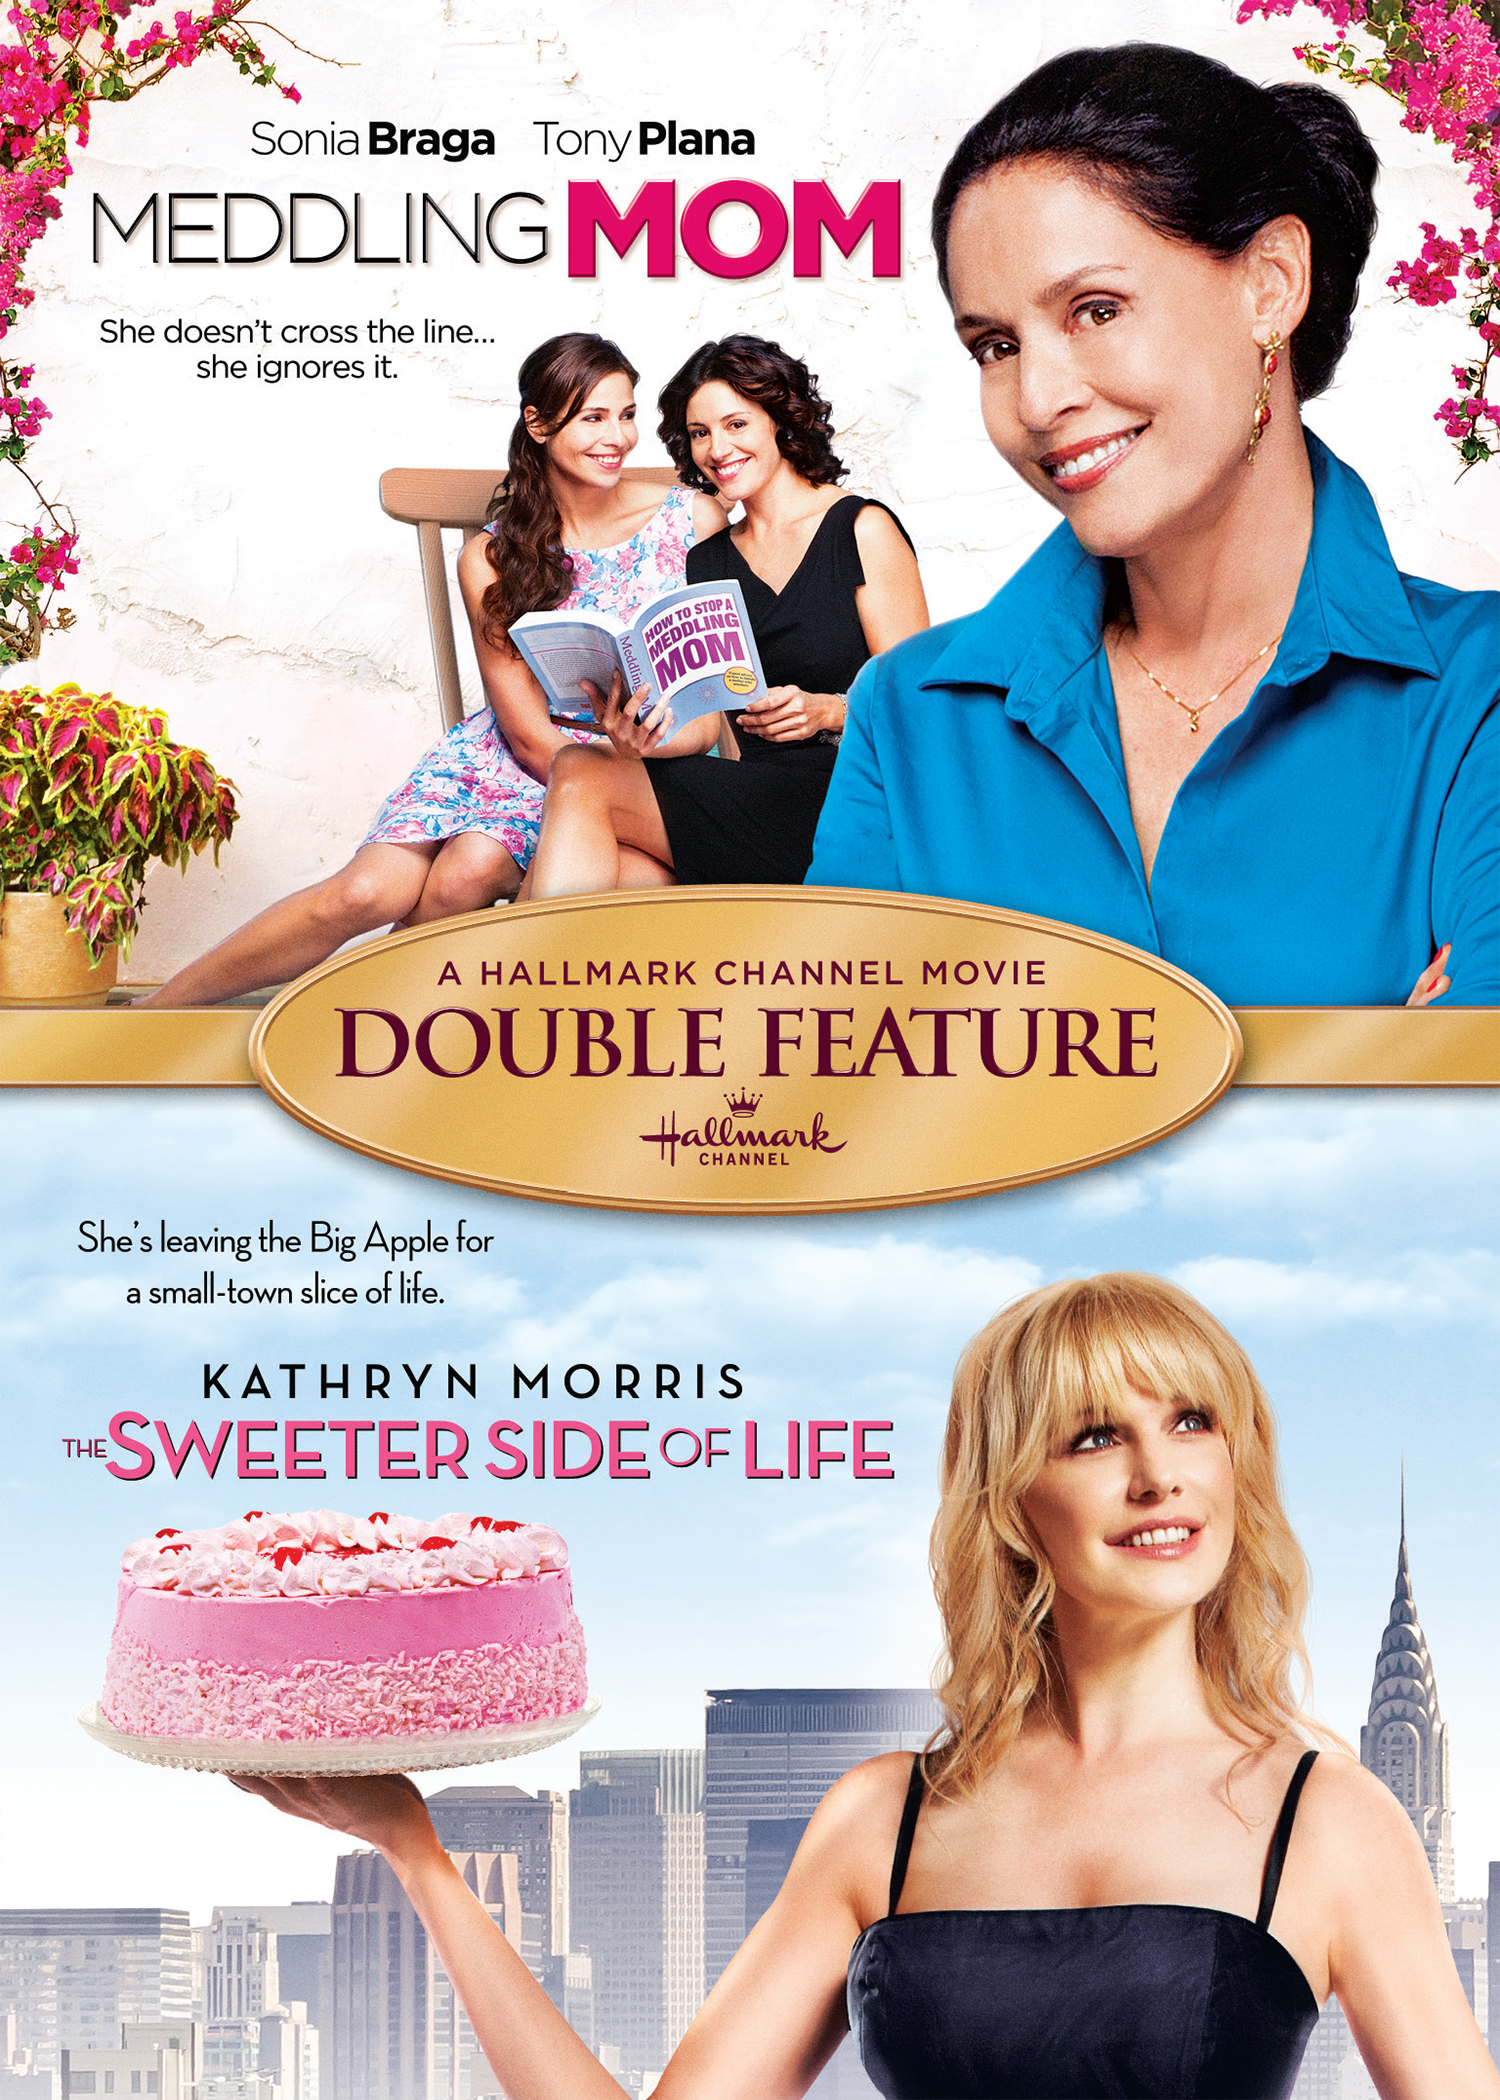 Sonia Braga Tony Plana
MEDDLING MOM
She doesn't cross the line...
she ignores it.
HOW TO STOP A
MEDDLING
MOM
Meddling M
A HALLMARK CHANNEL MOVIE
DOUBLE FEATURE
Hallmark
CHANNEL
She's leaving the Big Apple for
a small-town slice of life.
KATHRYN MORRIS
THE SWEETER SIDE OF LIFE